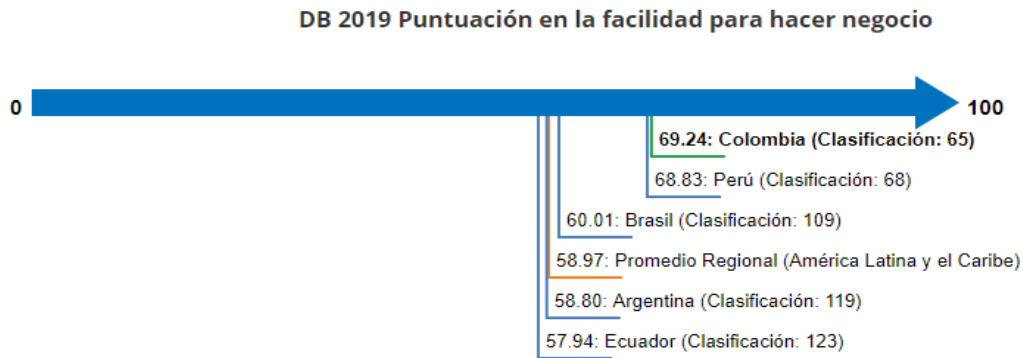 DB 2019 Puntuación en la facilidad para hacer negocio
0
100
69.24: Colombia (Clasificación: 65)
68.83: Perú (Clasificación: 68)
60.01: Brasil (Clasificación: 109)
58.97: Promedio Regional (América Latina y el Caribe)
58.80: Argentina (Clasificación: 119)
57.94: Ecuador (Clasificación: 123)